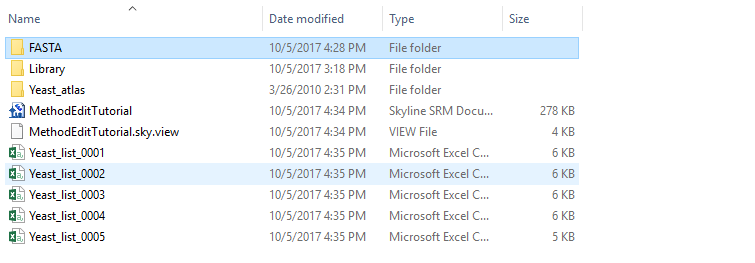 Name Date modified Type Size
FASTA 10/5/2017 4:28 PM File folder
Library 10/5/2017 3:18 PM File folder
Yeast_atlas 3/26/2010 2:31 PM File folder
MethodEditTutorial 10/5/2017 4:34 PM Skyline SRM Docu... 278 KB
MethodEditTutorial.sky.view 10/5/2017 4:34 PM VIEW File 4 KB
Yeast_list_0001 10/5/2017 4:35 PM Microsoft Excel C... 6 KB
Yeast_list_0002 10/5/2017 4:35 PM Microsoft Excel C... 6 KB
Yeast_list_0003 10/5/2017 4:35 PM Microsoft Excel C... 6 KB
Yeast_list_0004 10/5/2017 4:35 PM Microsoft Excel C... 6 KB
Yeast_list_0005 10/5/2017 4:35 PM Microsoft Excel C... 5 KB